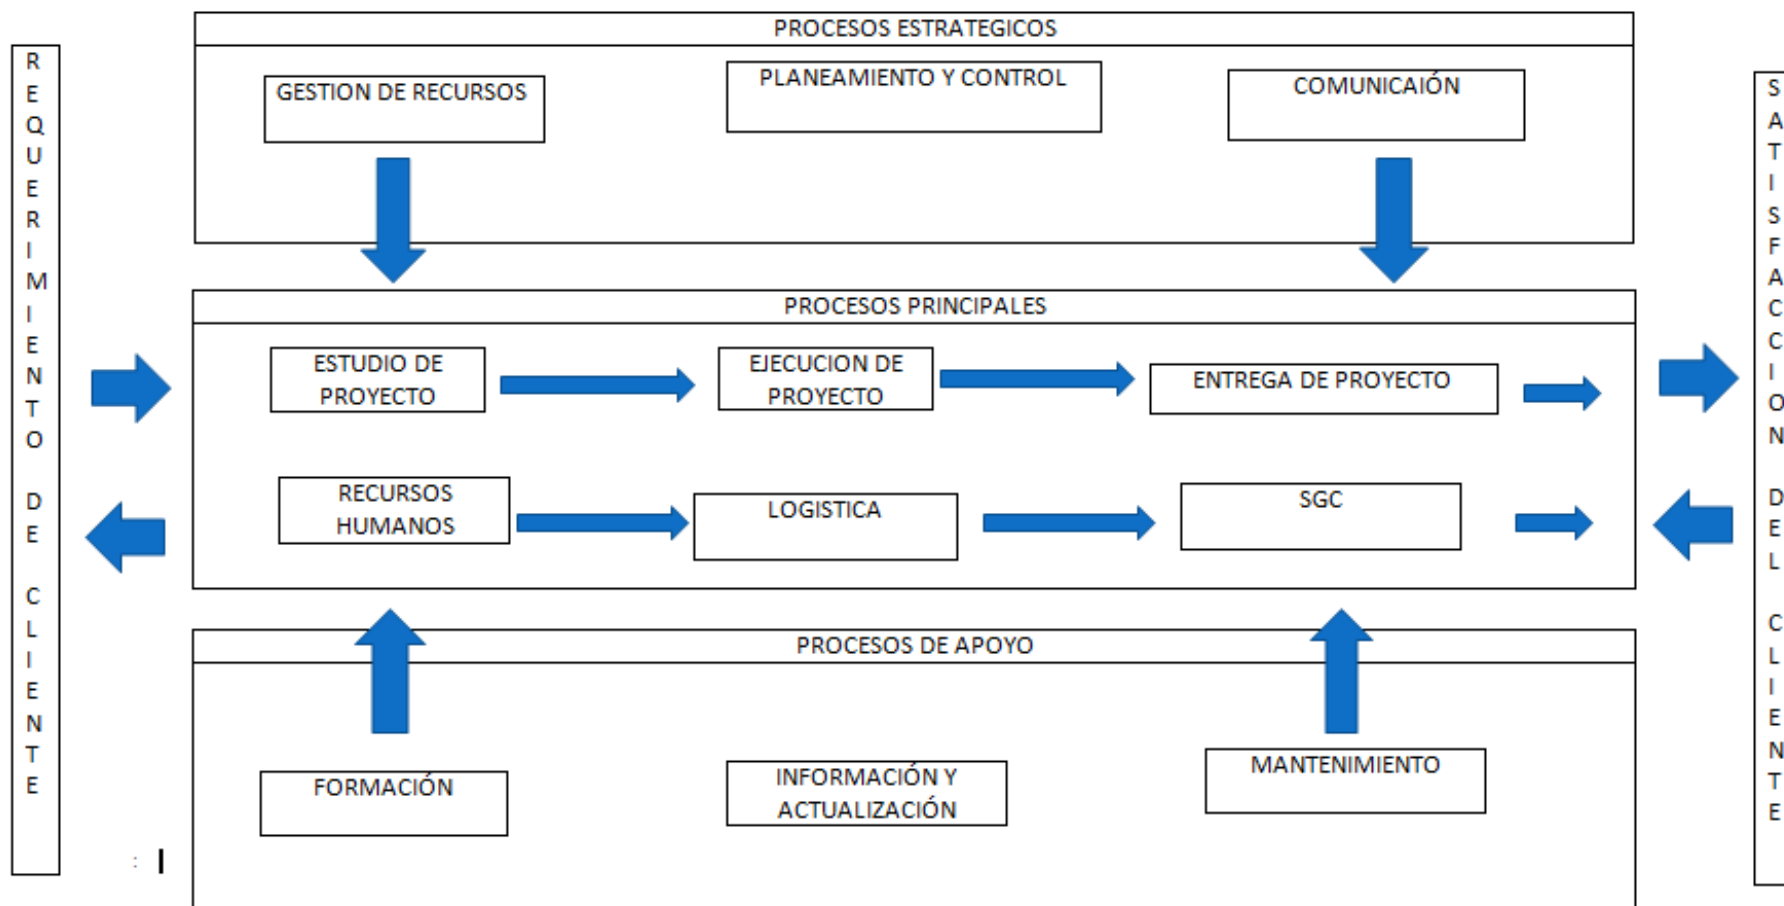 PROCESOS ESTRATEGICOS
GESTION DE RECURSOS
PLANEAMIENTO Y CONTROL
COMUNICAIÓN
REQUERIMIENTO DE CLIENTE
PROCESOS PRINCIPALES
ESTUDIO DE
PROYECTO
EJECUCION DE
PROYECTO
ENTREGA DE PROYECTO
RECURSOS
HUMANOS
LOGISTICA
SGC
SATISFACCION DEL CLIENTE
PROCESOS DE APOYO
FORMACIÓN
INFORMACIÓN Y
ACTUALIZACIÓN
MANTENIMIENTO
: